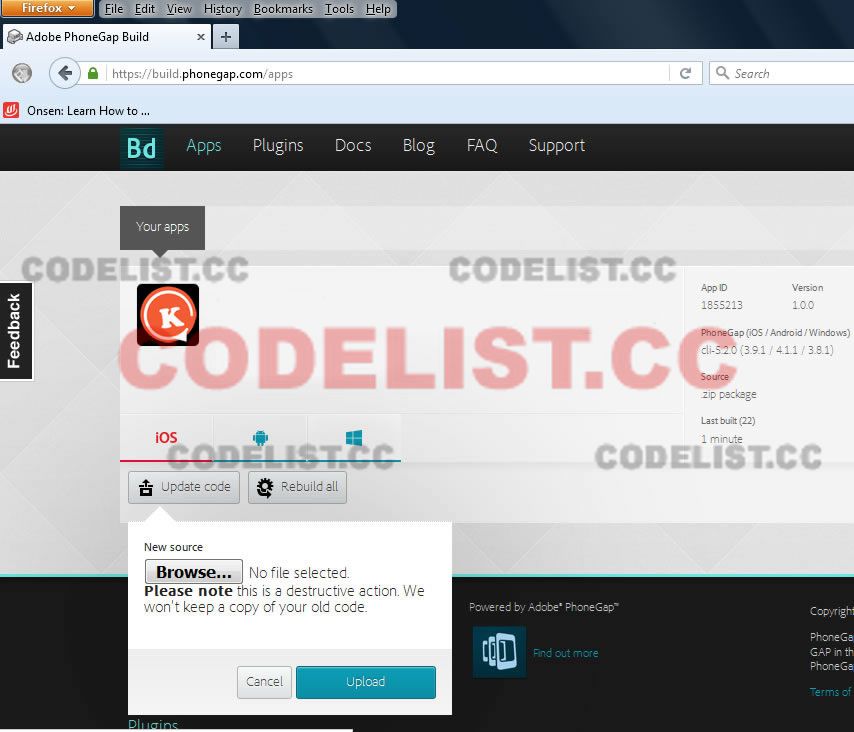 Firefox
File Edit View History Bookmarks Tools Help
Adobe PhoneGap Build
https://build.phonegap.com/apps
Search
Onsen: Learn How to ...
Bd Apps Plugins Docs Blog FAQ Support
Your apps
CODELIST.CC CODELIST.CC
App ID Version
1855213 1.0.0
Feedback
K
CODELIST.CC
PhoneGap (iOS / Android / Windows)
cli-5.2.0 (3.9.1 / 4.1.1 / 3.8.1)
Source
.zip package
Last built (22)
1 minute
iOS
CODELIST.CC CODELIST.CC
Update code Rebuild all
New source
Browse... No file selected.
Please note this is a destructive action. We
won't keep a copy of your old code.
Cancel Upload
Powered by Adobe® PhoneGap™
Find out more
Copyright
PhoneGa
GAP in th
PhoneGa
Terms of
Plugins